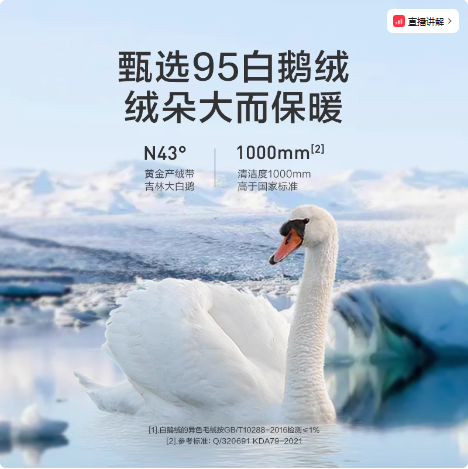 直播讲解
甄选95白鹅绒
绒朵大而保暖
N43°
黄金产绒带
吉林大白鹅
1000mm[2]
清洁度1000mm
高于国家标准
[1].白鹅绒的异色毛绒按GB/T10288-2016检测≤1%
[2].参考标准: Q/320691 KDA79-2021